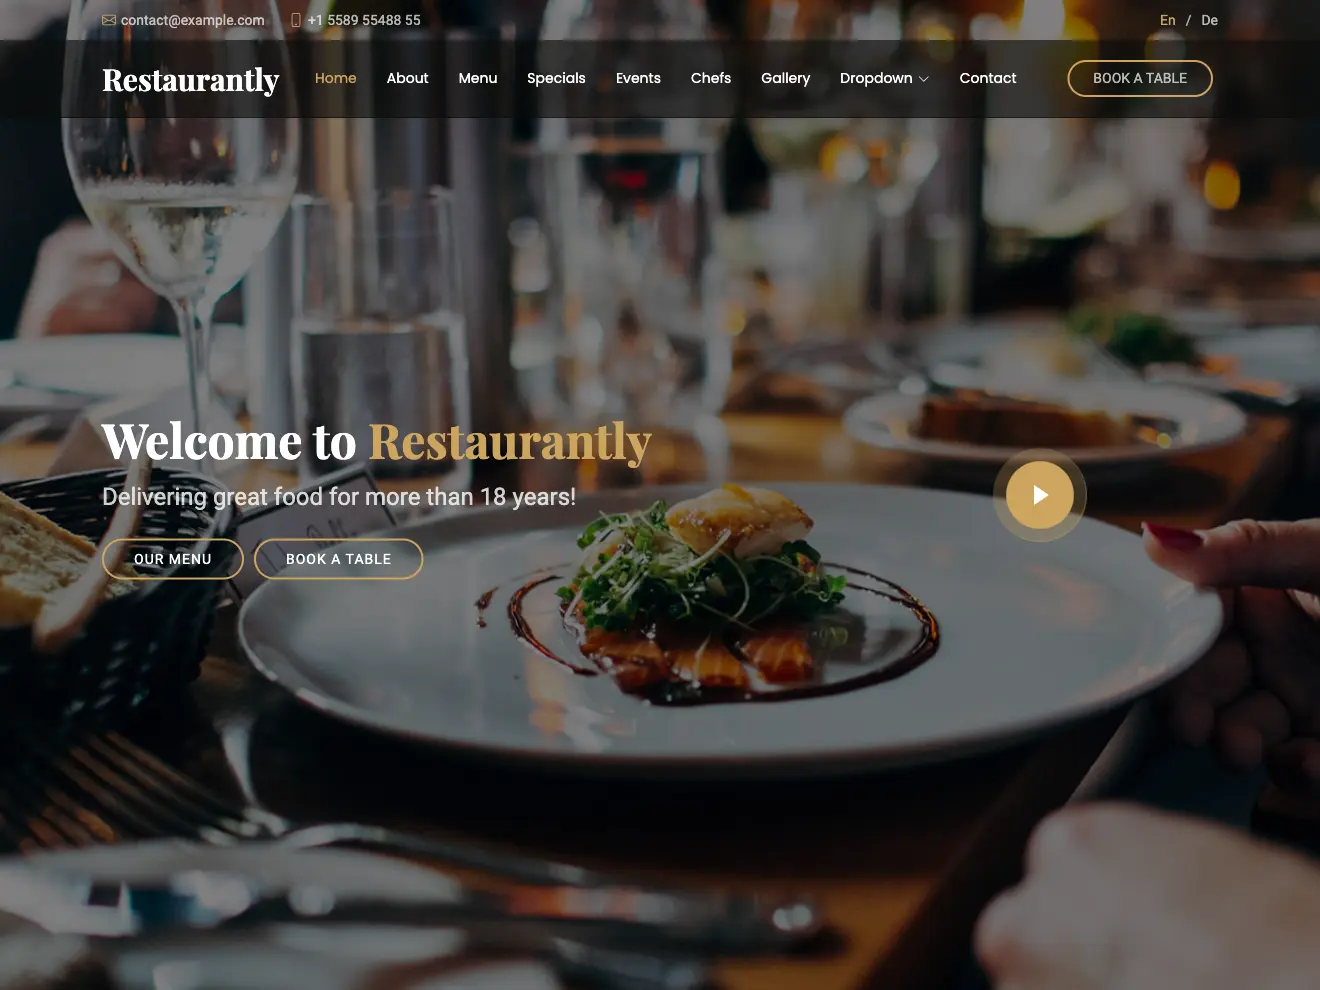 contact@example.com +1 5589 55488 55 En / De
Restaurantly Home About Menu Specials Events Chefs Gallery Dropdown Contact BOOK A TABLE
Welcome to Restaurantly
Delivering great food for more than 18 years!
OUR MENU BOOK A TABLE